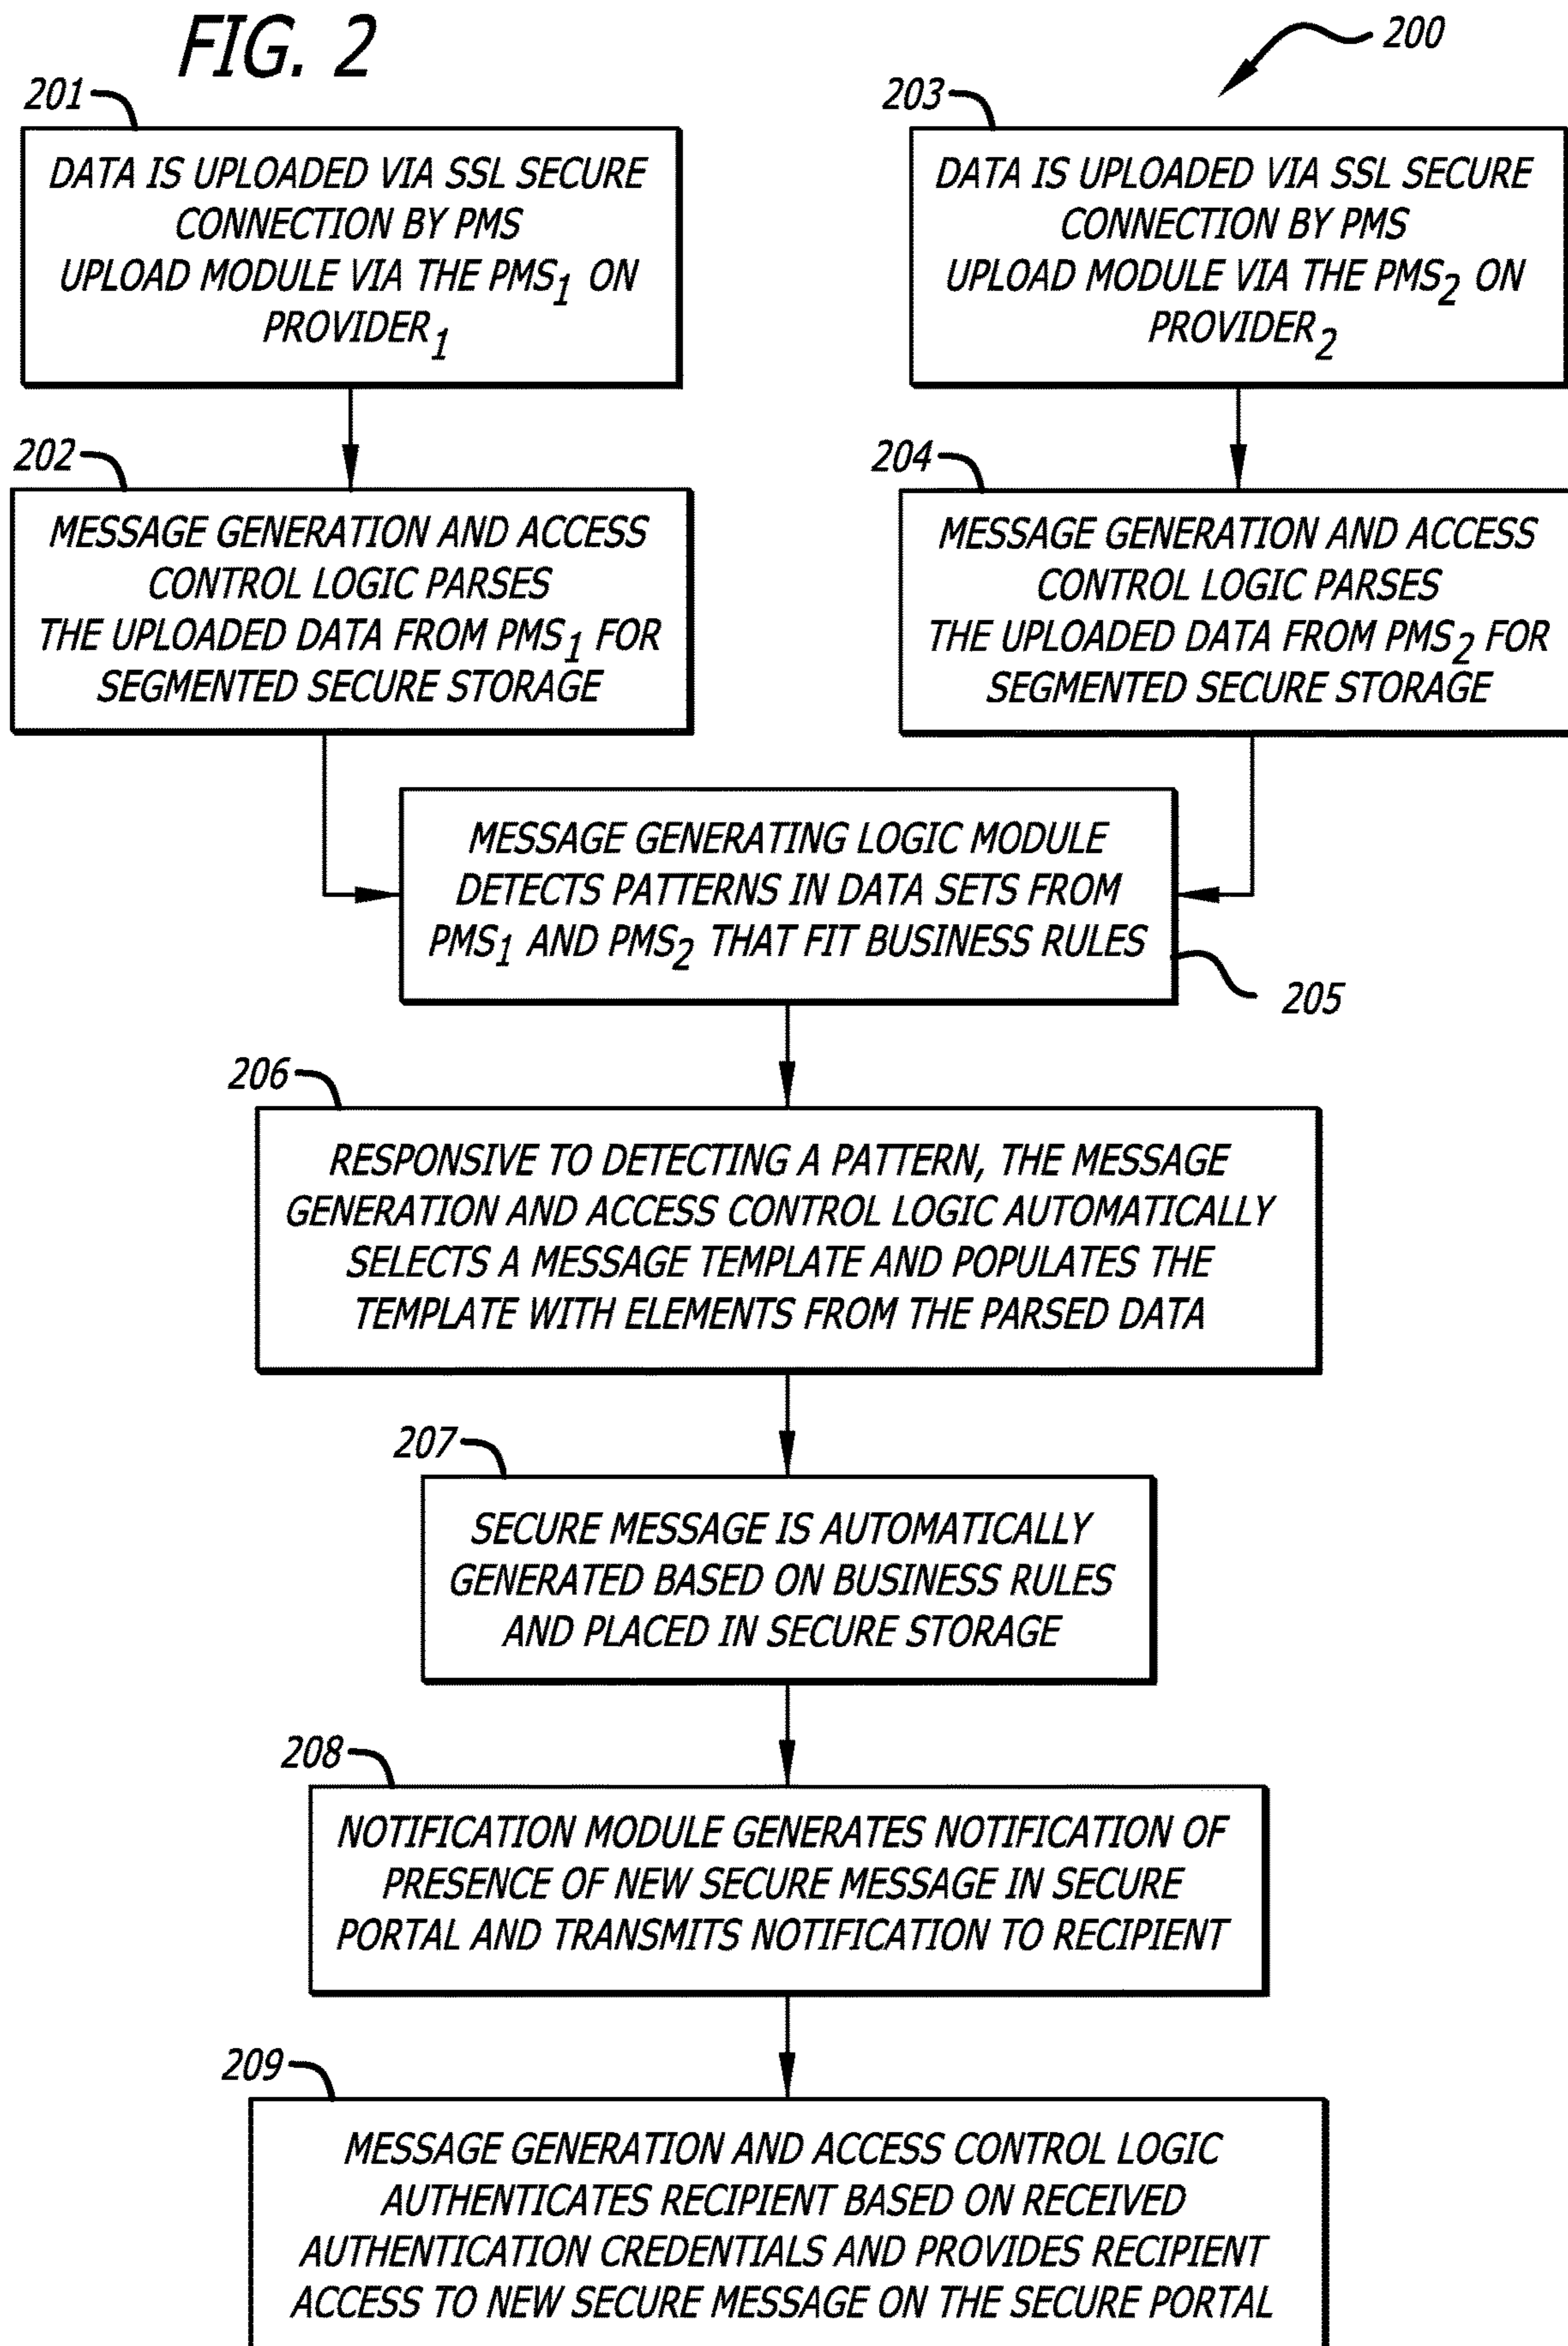 FIG. 2
200
201
DATA IS UPLOADED VIA SSL SECURE
CONNECTION BY PMS
UPLOAD MODULE VIA THE PMS1 ON
PROVIDER1
203
DATA IS UPLOADED VIA SSL SECURE
CONNECTION BY PMS
UPLOAD MODULE VIA THE PMS2 ON
PROVIDER2
202
MESSAGE GENERATION AND ACCESS
CONTROL LOGIC PARSES
THE UPLOADED DATA FROM PMS1 FOR
SEGMENTED SECURE STORAGE
204
MESSAGE GENERATION AND ACCESS
CONTROL LOGIC PARSES
THE UPLOADED DATA FROM PMS2 FOR
SEGMENTED SECURE STORAGE
MESSAGE GENERATING LOGIC MODULE
DETECTS PATTERNS IN DATA SETS FROM
PMS1 AND PMS2 THAT FIT BUSINESS RULES
205
206
RESPONSIVE TO DETECTING A PATTERN, THE MESSAGE
GENERATION AND ACCESS CONTROL LOGIC AUTOMATICALLY
SELECTS A MESSAGE TEMPLATE AND POPULATES THE
TEMPLATE WITH ELEMENTS FROM THE PARSED DATA
207
SECURE MESSAGE IS AUTOMATICALLY
GENERATED BASED ON BUSINESS RULES
AND PLACED IN SECURE STORAGE
208
NOTIFICATION MODULE GENERATES NOTIFICATION OF
PRESENCE OF NEW SECURE MESSAGE IN SECURE
PORTAL AND TRANSMITS NOTIFICATION TO RECIPIENT
209
MESSAGE GENERATION AND ACCESS CONTROL LOGIC
AUTHENTICATES RECIPIENT BASED ON RECEIVED
AUTHENTICATION CREDENTIALS AND PROVIDES RECIPIENT
ACCESS TO NEW SECURE MESSAGE ON THE SECURE PORTAL